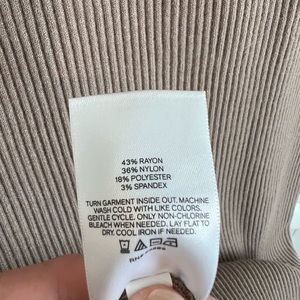 43% RAYON
36% NYLON
18% POLYESTER
3% SPANDEX
TURN GARMENT INSIDE OUT. MACHINE
WASH COLD WITH LIKE COLORS.
GENTLE CYCLE. ONLY NON-CHLORINE
BLEACH WHEN NEEDED. LAY FLAT TO
DRY. COOL IRON IF NEEDED.
RN#